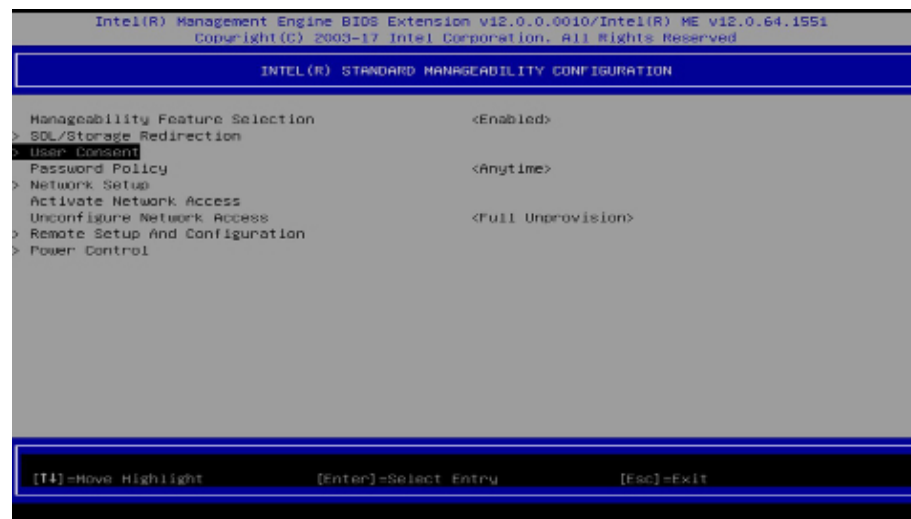 Intel(R) Management Engine BIOS Extension v12.0.0.0010/Intel(R) ME v12.0.64.1551
Copyright(C) 2003-17 Intel Corporation. All Rights Reserved
INTEL(R) STANDARD MANAGEABILITY CONFIGURATION
Manageability Feature Selection <Enabled>
> SOL/Storage Redirection
> User Consent
Password Policy <Anytime>
> Network Setup
Activate Network Access
Unconfigure Network Access <Full Unprovision>
> Remote Setup And Configuration
> Power Control
[↑↓]=Move Highlight [Enter]=Select Entry [Esc]=Exit